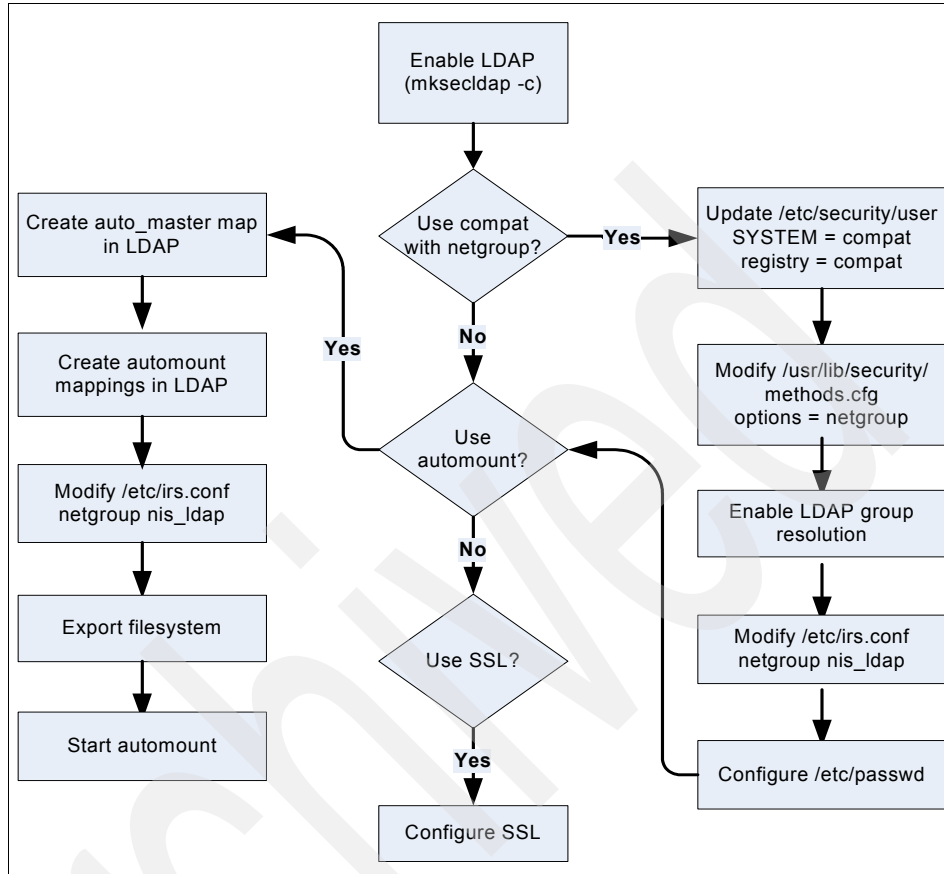 Enable LDAP
(mksecldap -c)
Use compat
with netgroup?
Yes
Update /etc/security/user
SYSTEM = compat
registry = compat
Modify /usr/lib/security/
methods.cfg
options = netgroup
Enable LDAP group
resolution
Modify /etc/irs.conf
netgroup nis_ldap
Configure /etc/passwd
No
Use
automount?
Yes
Create auto_master map
in LDAP
Create automount
mappings in LDAP
Modify /etc/irs.conf
netgroup nis_ldap
Export filesystem
Start automount
No
Use SSL?
Yes
Configure SSL
Archived